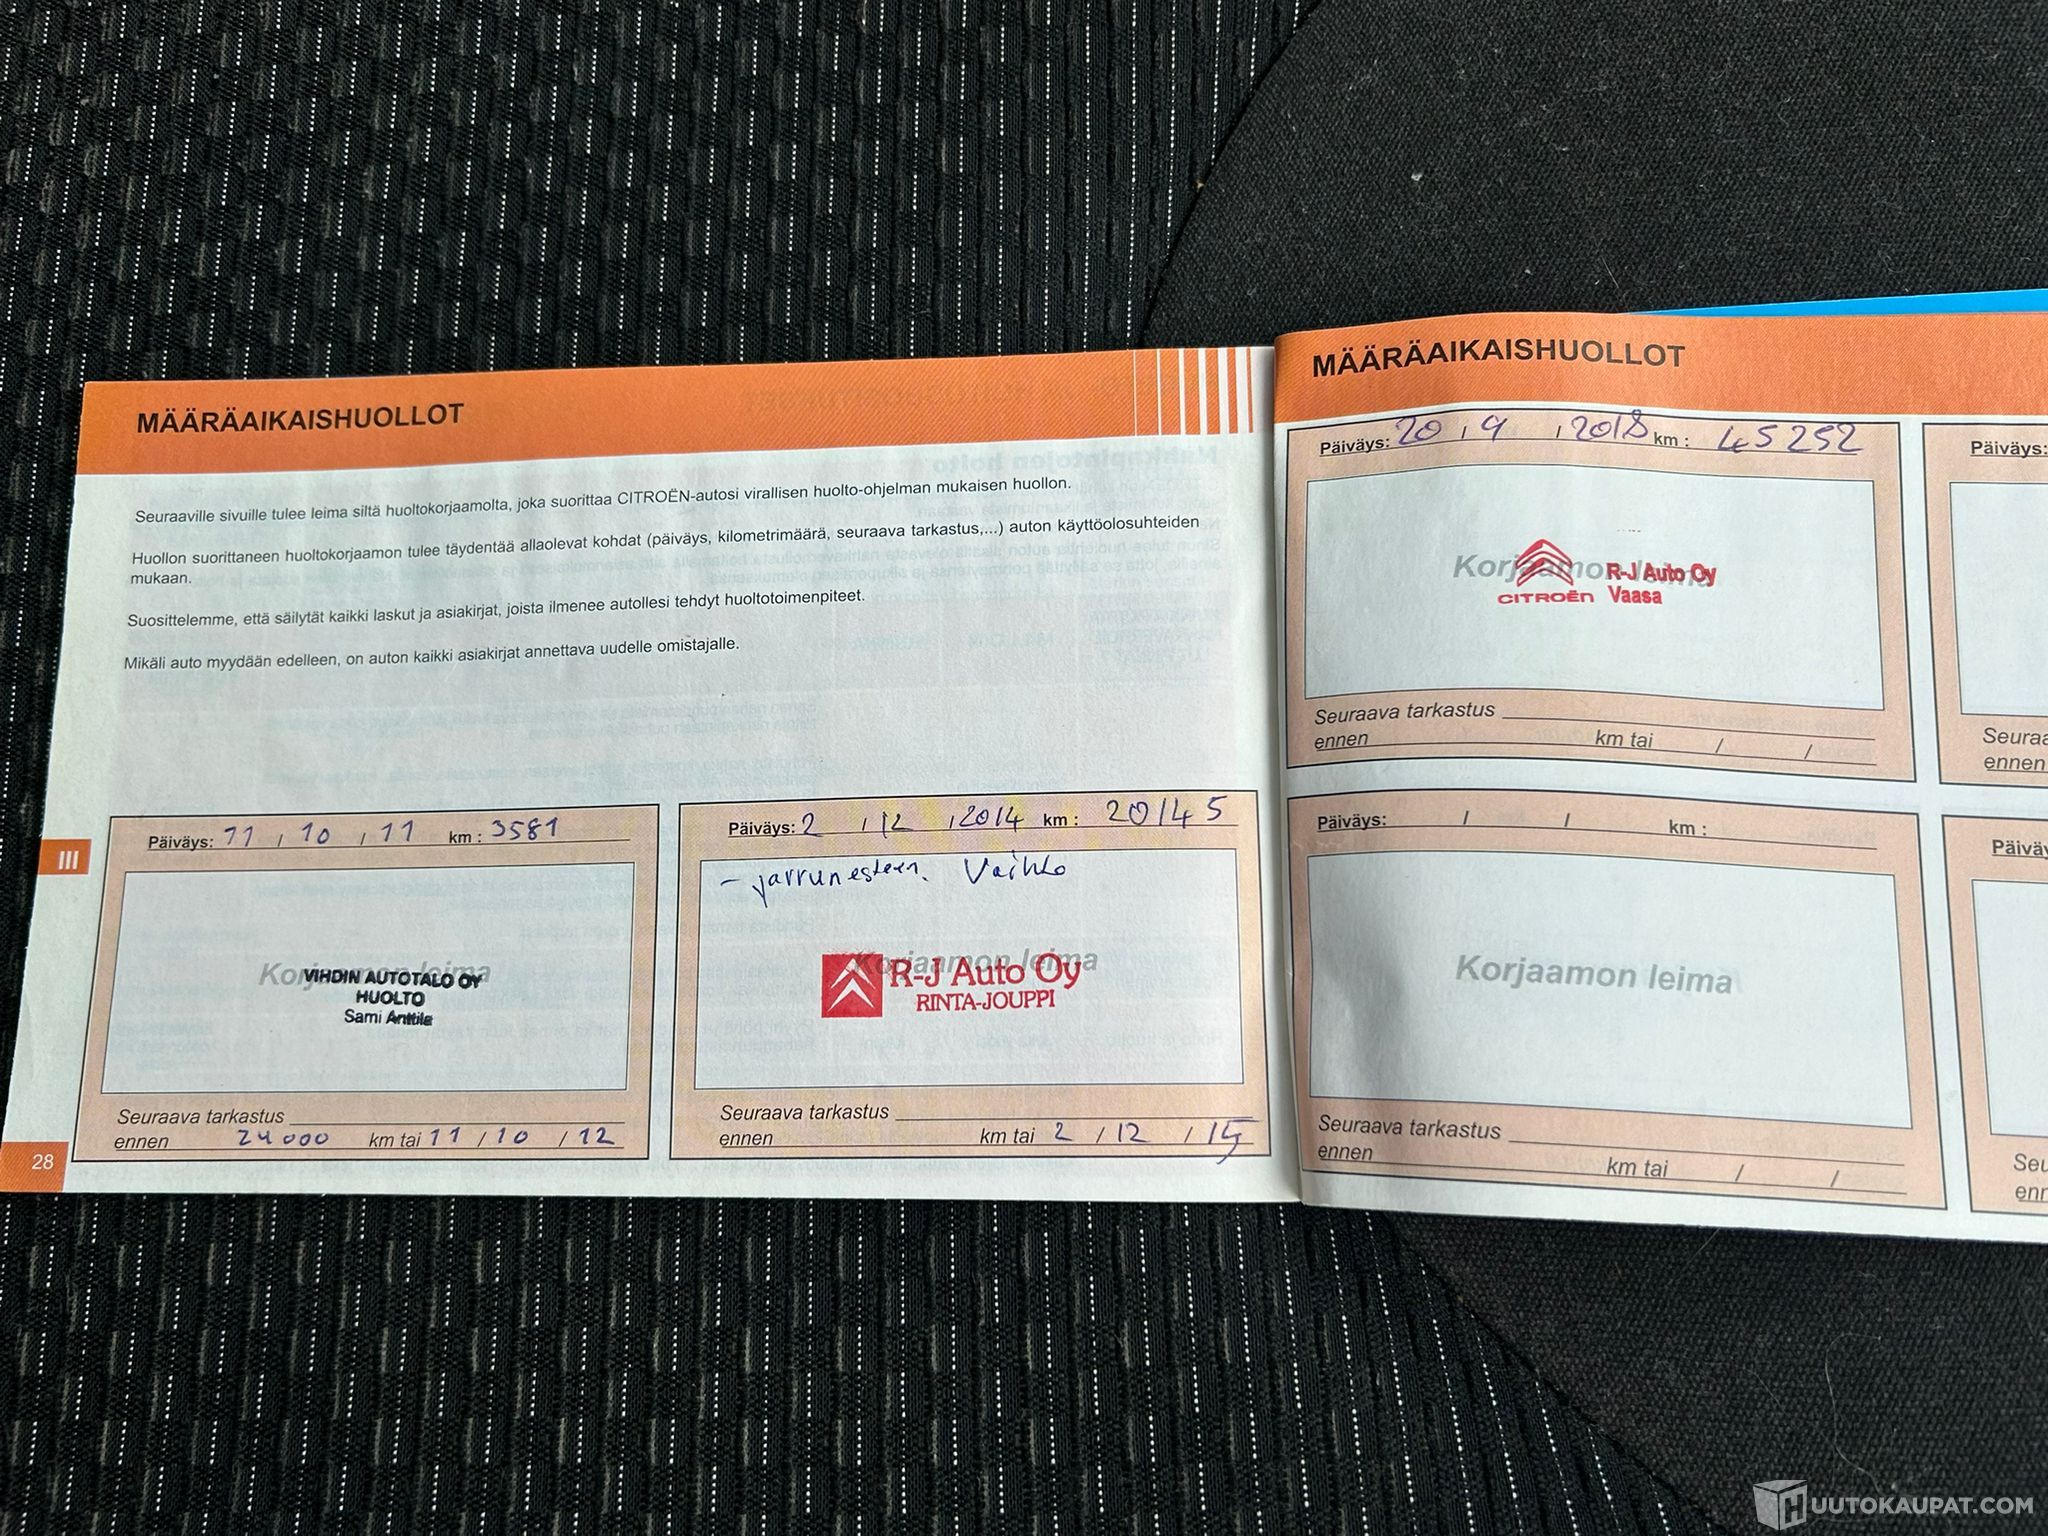 MÄÄRÄAIKAISHUOLLOT
Seuraaville sivuille tulee leima siltä huoltokorjaamolta, joka suorittaa CITROËN-autosi virallisen huolto-ohjelman mukaisen huollon.
Huollon suorittaneen huoltokorjaamon tulee täydentää allaolevat kohdat (päiväys, kilometrimäärä, seuraava tarkastus,...) auton käyttöolosuhteiden
mukaan.
Suosittelemme, että säilytät kaikki laskut ja asiakirjat, joista ilmenee autollesi tehdyt huoltotoimenpiteet.
Mikäli auto myydään edelleen, on auton kaikki asiakirjat annettava uudelle omistajalle.
III
Päiväys: 11 / 10 / 11 km : 3581
Korjaamon leima
VIHDIN AUTOTALO OY
HUOLTO
Sami Anttila
Seuraava tarkastus
ennen 24000 km tai 11 / 10 / 12
Päiväys: 2 / 12 / 2014 km : 20145
- jarrunesteen. Vaihto
Korjaamon leima
R-J Auto Oy
RINTA-JOUPPI
Seuraava tarkastus
ennen km tai 2 / 12 / 15
28
MÄÄRÄAIKAISHUOLLOT
Päiväys: 20 / 9 / 2018 km : 45252
Korjaamon leima
R-J Auto Oy
CITROËN Vaasa
Seuraava tarkastus
ennen km tai / /
Päiväys: / / km :
Korjaamon leima
Seuraava tarkastus
ennen km tai / /
Päiväys:
Seuraa
ennen
Päiväy
Seu
enn
HUUTOKAUPAT.COM